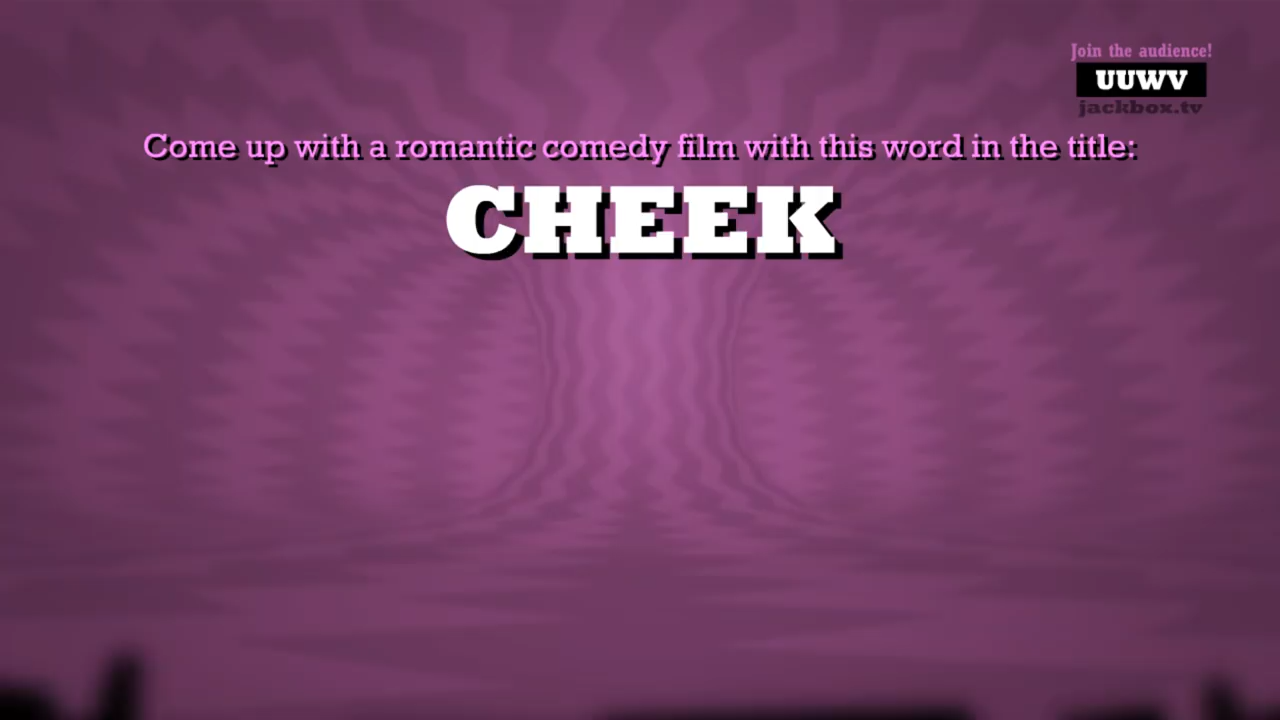 Join the audience!
UUWV
jackbox.tv
Come up with a romantic comedy film with this word in the title:
CHEEK